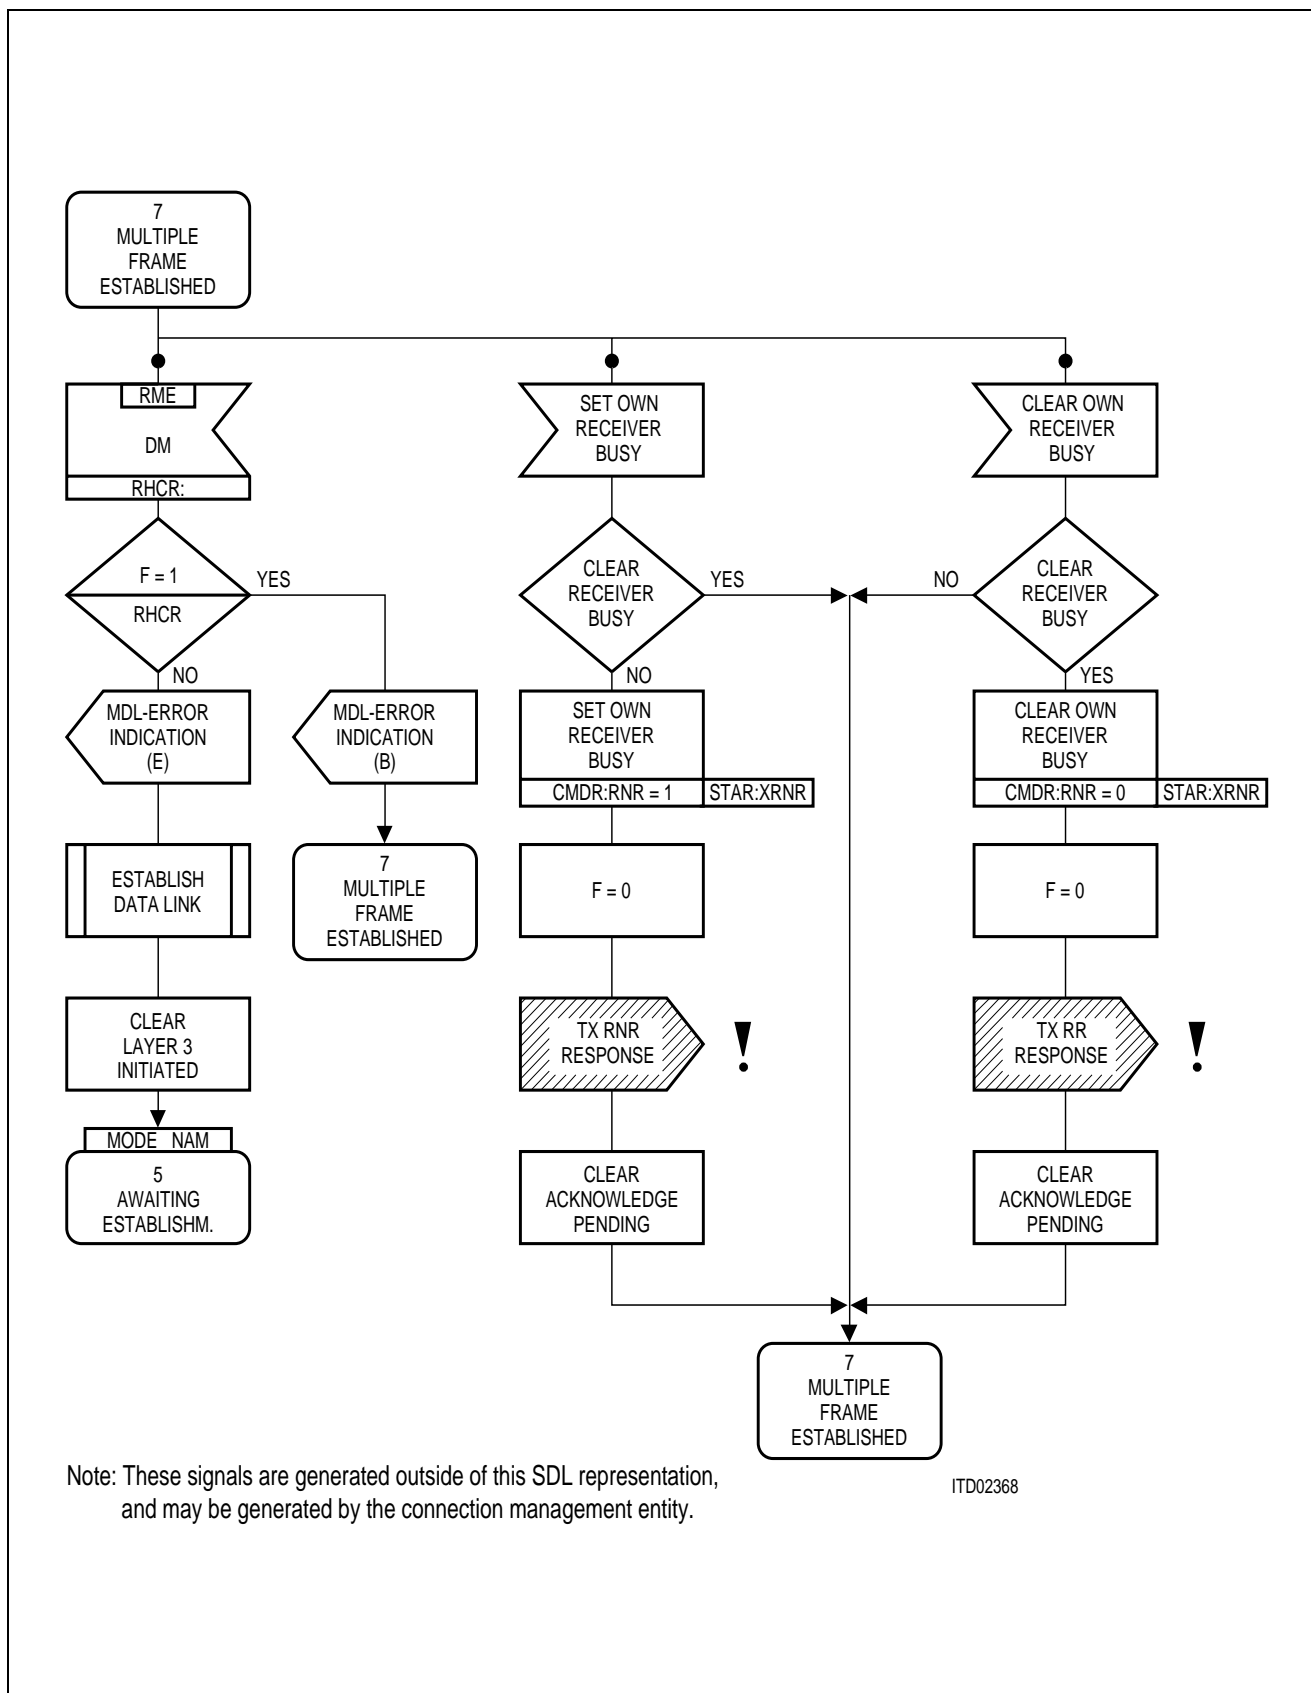 7
MULTIPLE
FRAME
ESTABLISHED
RME
DM
RHCR:
F = 1
RHCR
YES
NO
MDL-ERROR
INDICATION
(E)
MDL-ERROR
INDICATION
(B)
ESTABLISH
DATA LINK
7
MULTIPLE
FRAME
ESTABLISHED
CLEAR
LAYER 3
INITIATED
MODE NAM
5
AWAITING
ESTABLISHM.
SET OWN
RECEIVER
BUSY
CLEAR
RECEIVER
BUSY
YES
NO
SET OWN
RECEIVER
BUSY
CMDR:RNR = 1
STAR:XRNR
F = 0
TX RNR
RESPONSE
!
CLEAR
ACKNOWLEDGE
PENDING
CLEAR OWN
RECEIVER
BUSY
CLEAR
RECEIVER
BUSY
NO
YES
CLEAR OWN
RECEIVER
BUSY
CMDR:RNR = 0
STAR:XRNR
F = 0
TX RR
RESPONSE
!
CLEAR
ACKNOWLEDGE
PENDING
7
MULTIPLE
FRAME
ESTABLISHED
Note: These signals are generated outside of this SDL representation,
and may be generated by the connection management entity.
ITD02368